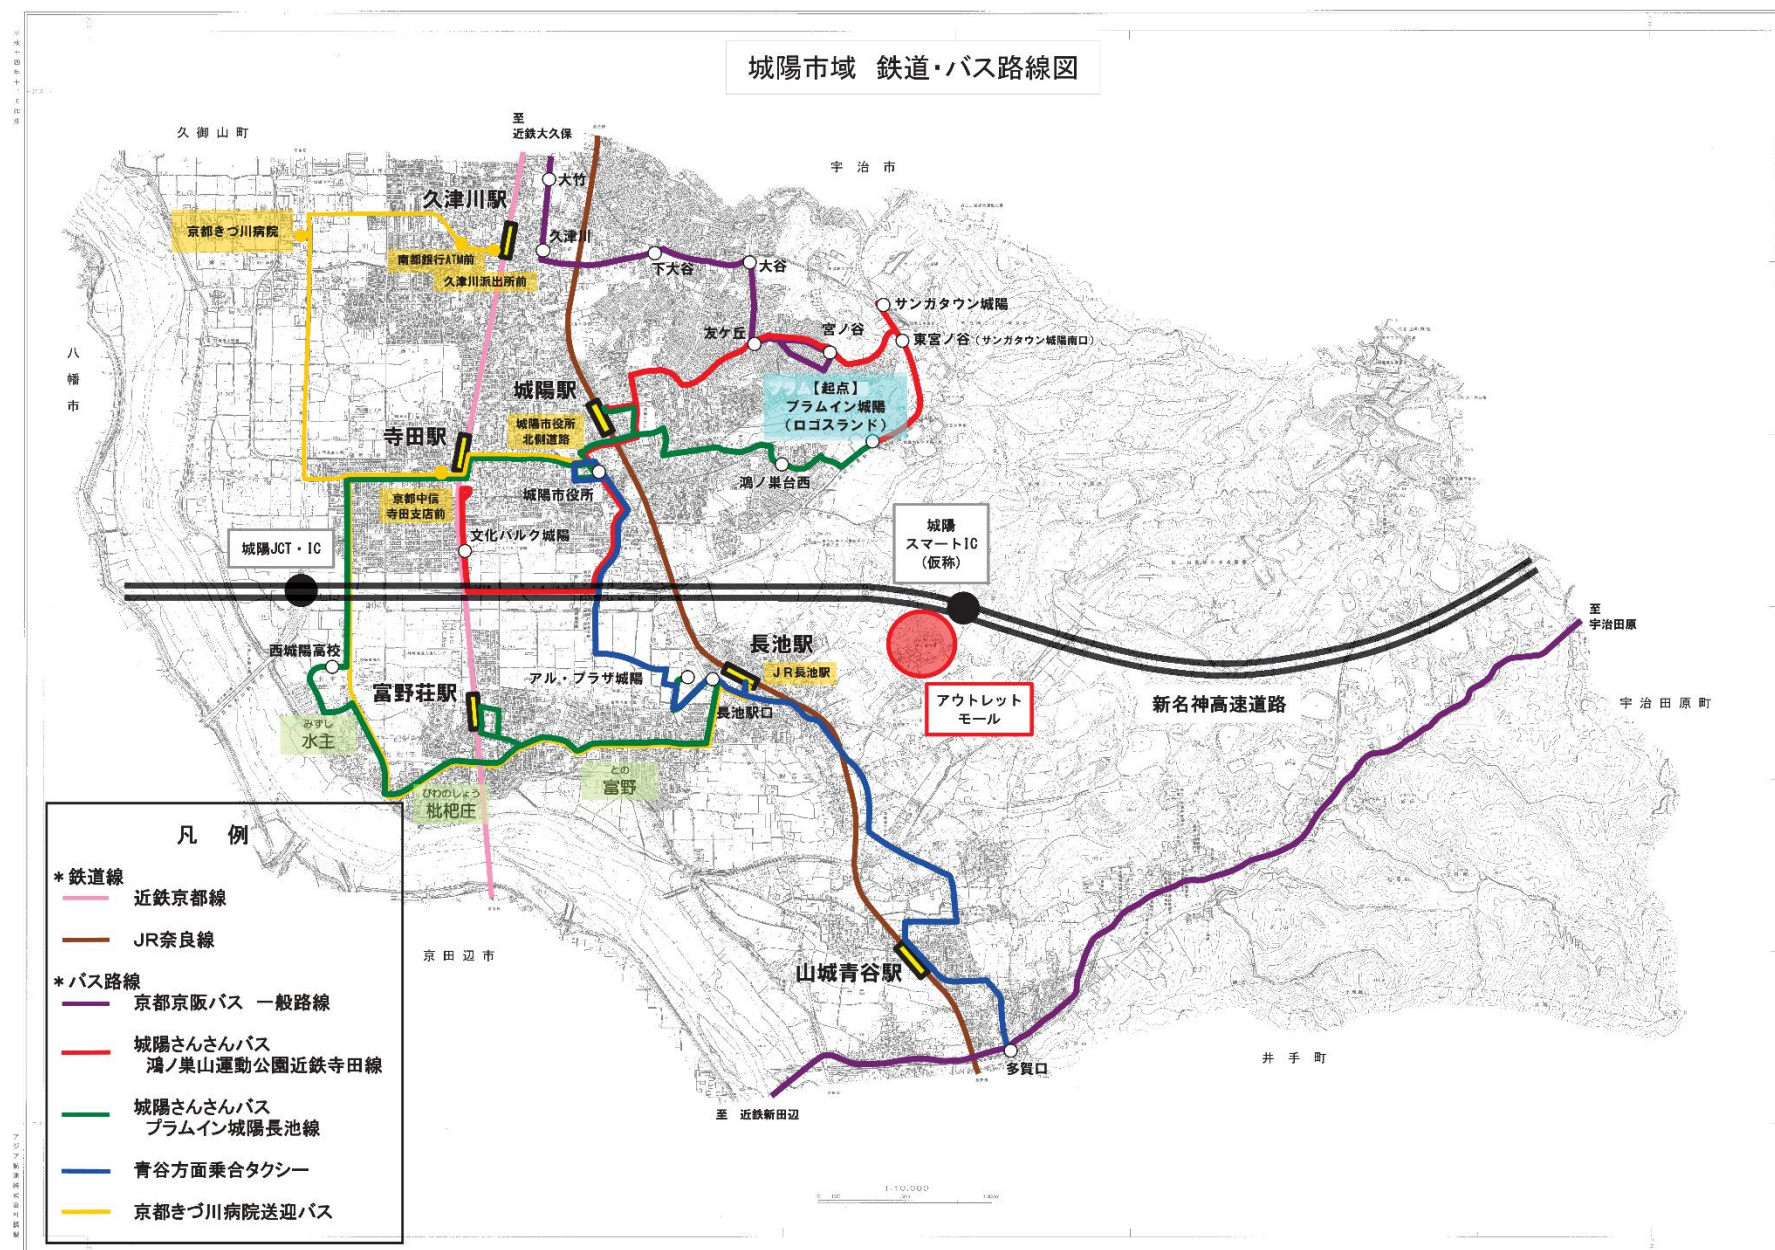 城陽市域 鉄道・バス路線図
久御山町
至
近鉄大久保
宇治市
大竹
久津川駅
京都きづ川病院
南都銀行ATM前
久津川派出所前
久津川
下大谷
大谷
サンガタウン城陽
友ケ丘
宮ノ谷
東宮ノ谷(サンガタウン城陽南口)
八幡市
城陽駅
【起点】
プラムイン城陽
(ロゴスランド)
寺田駅
城陽市役所
北側道路
鴻ノ巣台西
城陽市役所
京都中信
寺田支店前
文化パルク城陽
城陽JCT・IC
城陽
スマートIC
(仮称)
至
宇治田原
西城陽高校
長池駅
JR長池駅
アル・プラザ城陽
富野荘駅
長池駅口
アウトレット
モール
新名神高速道路
宇治田原町
みずし
水主
との
富野
びわのしょう
枇杷庄
凡例
*鉄道線
近鉄京都線
JR奈良線
*バス路線
京都京阪バス 一般路線
城陽さんさんバス
鴻ノ巣山運動公園近鉄寺田線
城陽さんさんバス
プラムイン城陽長池線
青谷方面乗合タクシー
京都きづ川病院送迎バス
京田辺市
山城青谷駅
多賀口
井手町
至 近鉄新田辺
1:10,000